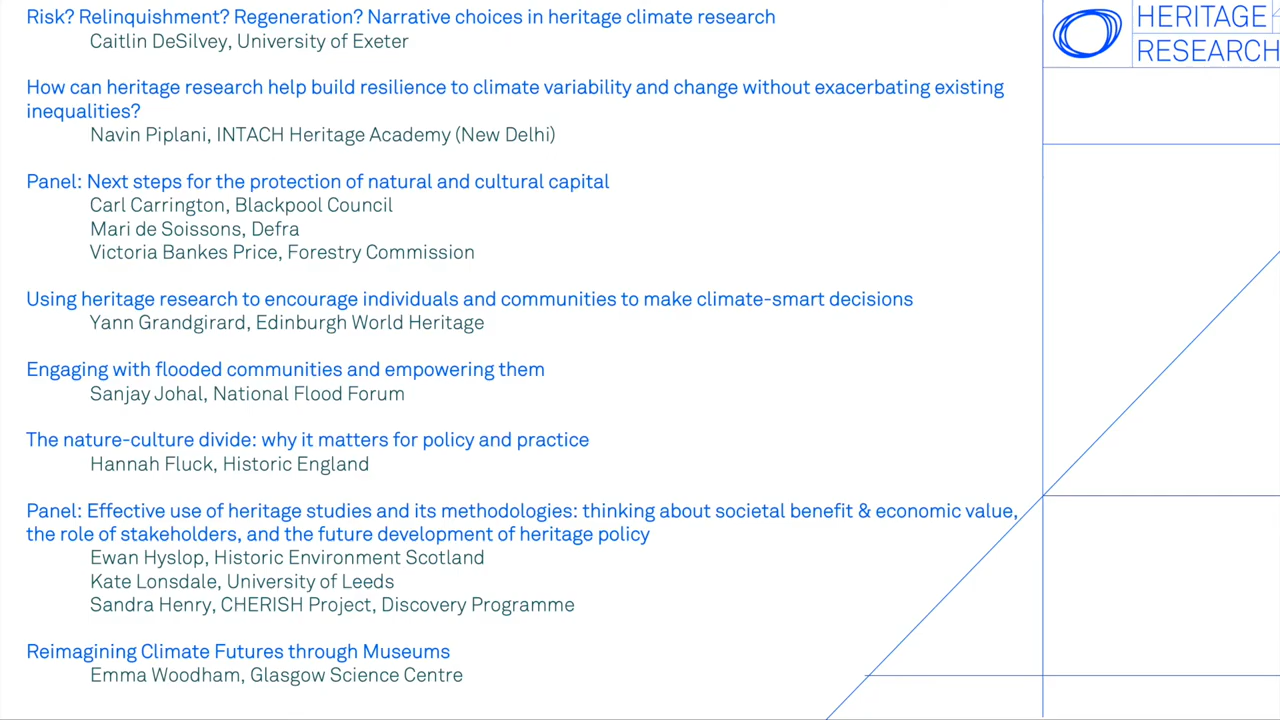 Risk? Relinquishment? Regeneration? Narrative choices in heritage climate research
Caitlin DeSilvey, University of Exeter
How can heritage research help build resilience to climate variability and change without exacerbating existing
inequalities?
Navin Piplani, INTACH Heritage Academy (New Delhi)
Panel: Next steps for the protection of natural and cultural capital
Carl Carrington, Blackpool Council
Mari de Soissons, Defra
Victoria Bankes Price, Forestry Commission
Using heritage research to encourage individuals and communities to make climate-smart decisions
Yann Grandgirard, Edinburgh World Heritage
Engaging with flooded communities and empowering them
Sanjay Johal, National Flood Forum
The nature-culture divide: why it matters for policy and practice
Hannah Fluck, Historic England
Panel: Effective use of heritage studies and its methodologies: thinking about societal benefit & economic value,
the role of stakeholders, and the future development of heritage policy
Ewan Hyslop, Historic Environment Scotland
Kate Lonsdale, University of Leeds
Sandra Henry, CHERISH Project, Discovery Programme
Reimagining Climate Futures through Museums
Emma Woodham, Glasgow Science Centre
HERITAGE
RESEARCH